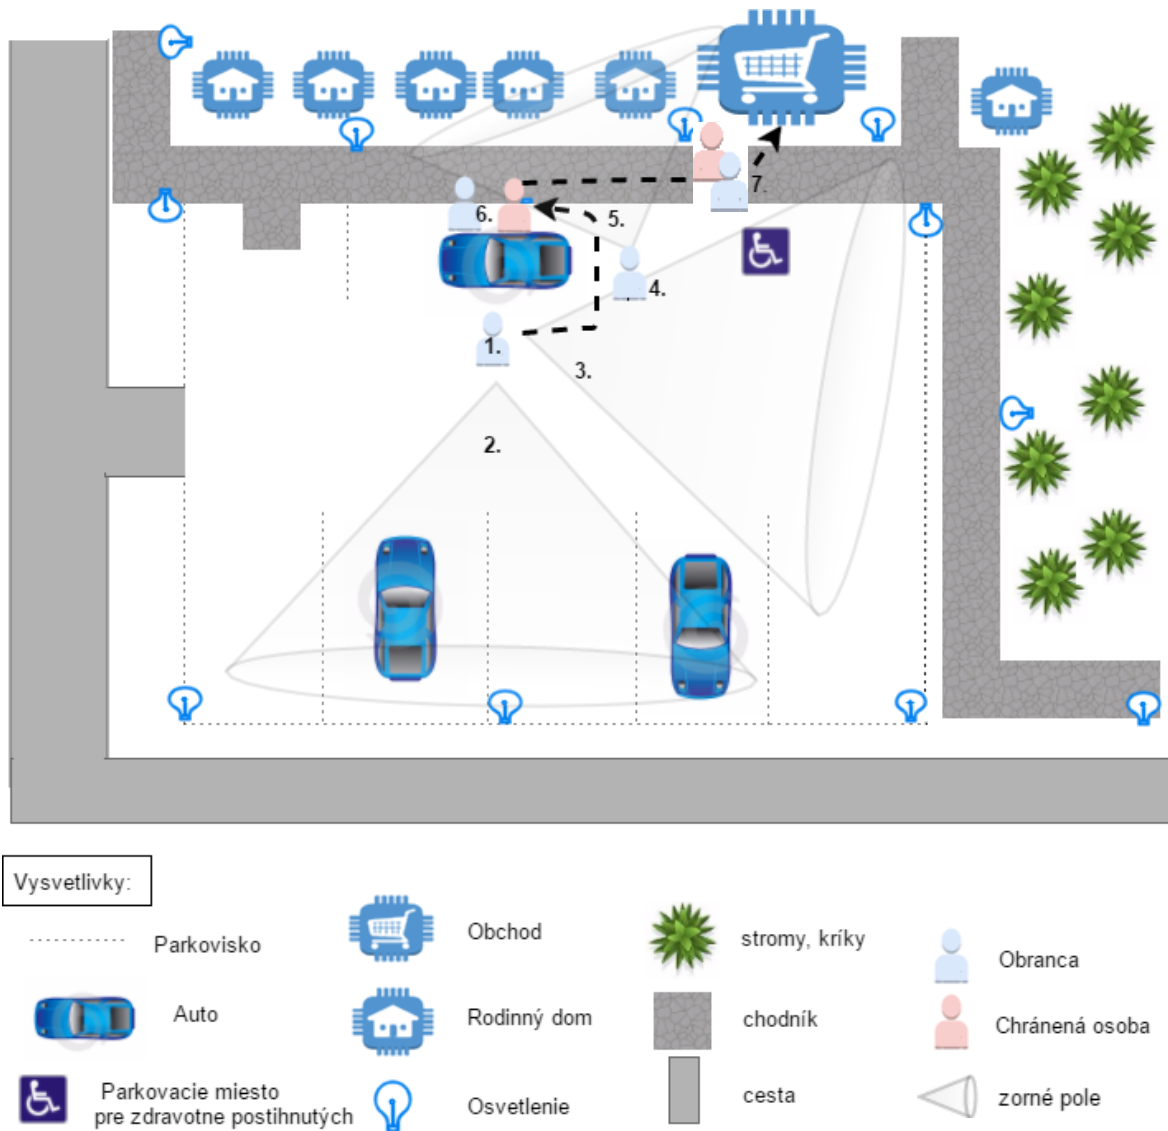 7.
6.
5.
4.
1.
3.
2.
Vysvetlivky:
Parkovisko
Obchod
stromy, kríky
Obranca
Auto
Rodinný dom
chodník
Chránená osoba
Parkovacie miesto
pre zdravotne postihnutých
Osvetlenie
cesta
zorné pole